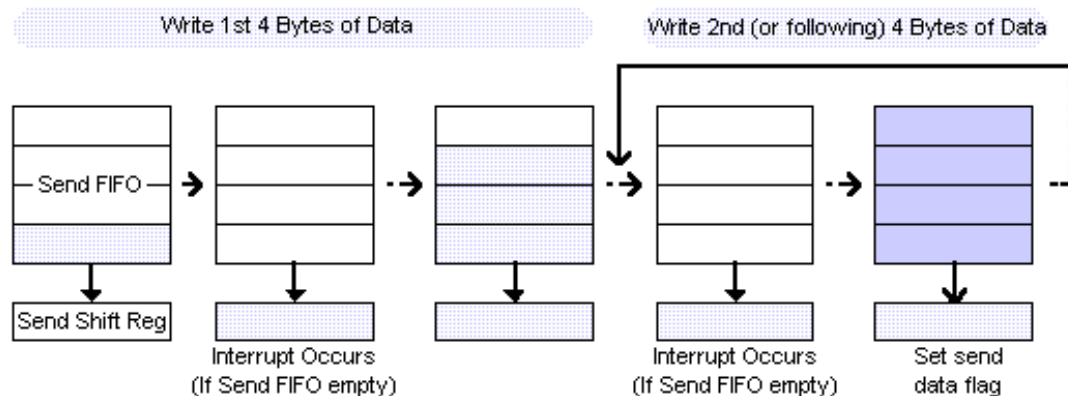 Write 1st 4 Bytes of Data
Write 2nd (or following) 4 Bytes of Data
Send FIFO
Send Shift Reg
Interrupt Occurs
(If Send FIFO empty)
Interrupt Occurs
(If Send FIFO empty)
Set send
data flag